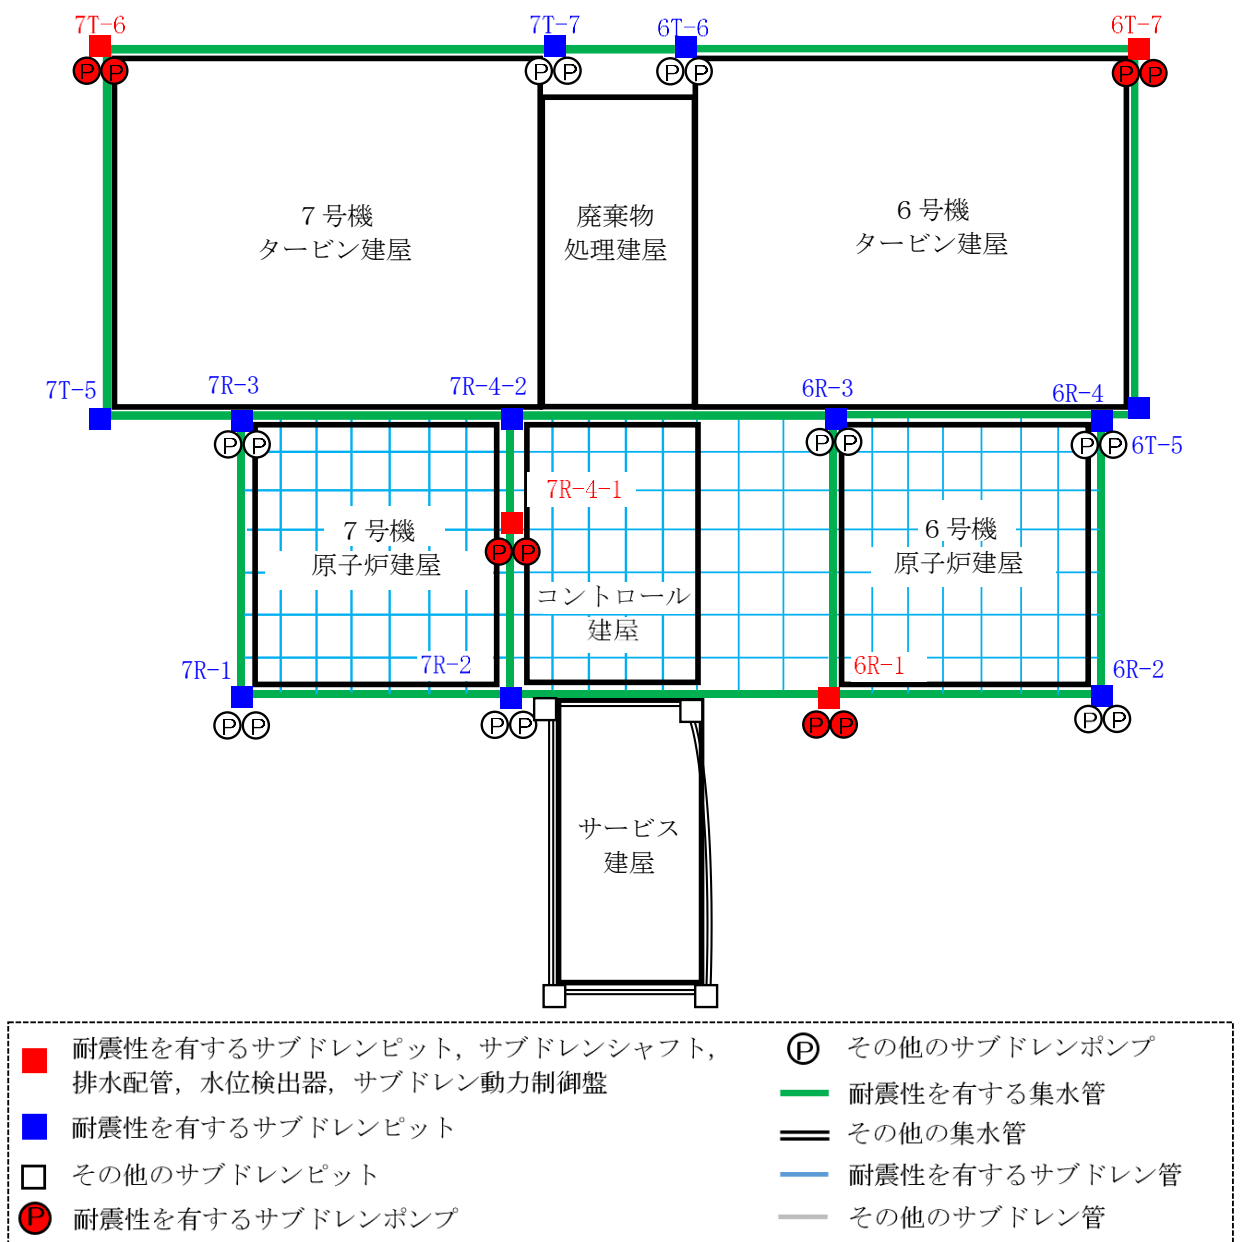 7T-6
7T-7
6T-6
6T-7
P P
P P
P P
P P
7号機
タービン建屋
廃棄物
処理建屋
6号機
タービン建屋
7T-5
7R-3
7R-4-2
6R-3
6R-4
6T-5
P P
P P
P P
7R-4-1
7号機
原子炉建屋
P P
6号機
原子炉建屋
コントロール
建屋
7R-1
7R-2
6R-1
6R-2
P P
P P
P P
P P
サービス
建屋
耐震性を有するサブドレンピット，サブドレンシャフト，
排水配管，水位検出器，サブドレン動力制御盤
耐震性を有するサブドレンピット
その他のサブドレンピット
P 耐震性を有するサブドレンポンプ
P その他のサブドレンポンプ
耐震性を有する集水管
その他の集水管
耐震性を有するサブドレン管
その他のサブドレン管